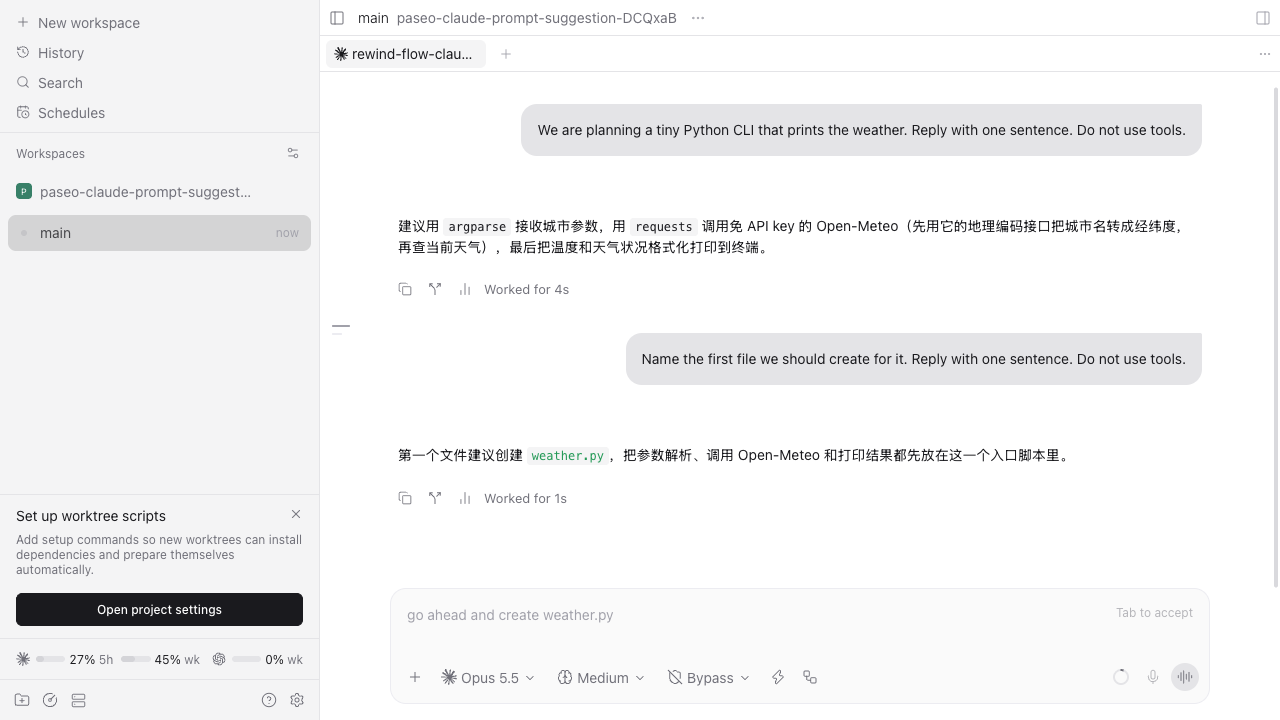 New workspace
History
Search
Schedules
Workspaces
P
paseo-claude-prompt-suggest...
main
now
Set up worktree scripts
Add setup commands so new worktrees can install
dependencies and prepare themselves
automatically.
Open project settings
27% 5h
45% wk
0% wk
main paseo-claude-prompt-suggestion-DCQxaB
rewind-flow-clau...
We are planning a tiny Python CLI that prints the weather. Reply with one sentence. Do not use tools.
建议用 argparse 接收城市参数，用 requests 调用免 API key 的 Open-Meteo（先用它的地理编码接口把城市名转成经纬度，
再查当前天气），最后把温度和天气状况格式化打印到终端。
Worked for 4s
Name the first file we should create for it. Reply with one sentence. Do not use tools.
第一个文件建议创建 weather.py，把参数解析、调用 Open-Meteo 和打印结果都先放在这一个入口脚本里。
Worked for 1s
go ahead and create weather.py
Tab to accept
Opus 5.5
Medium
Bypass